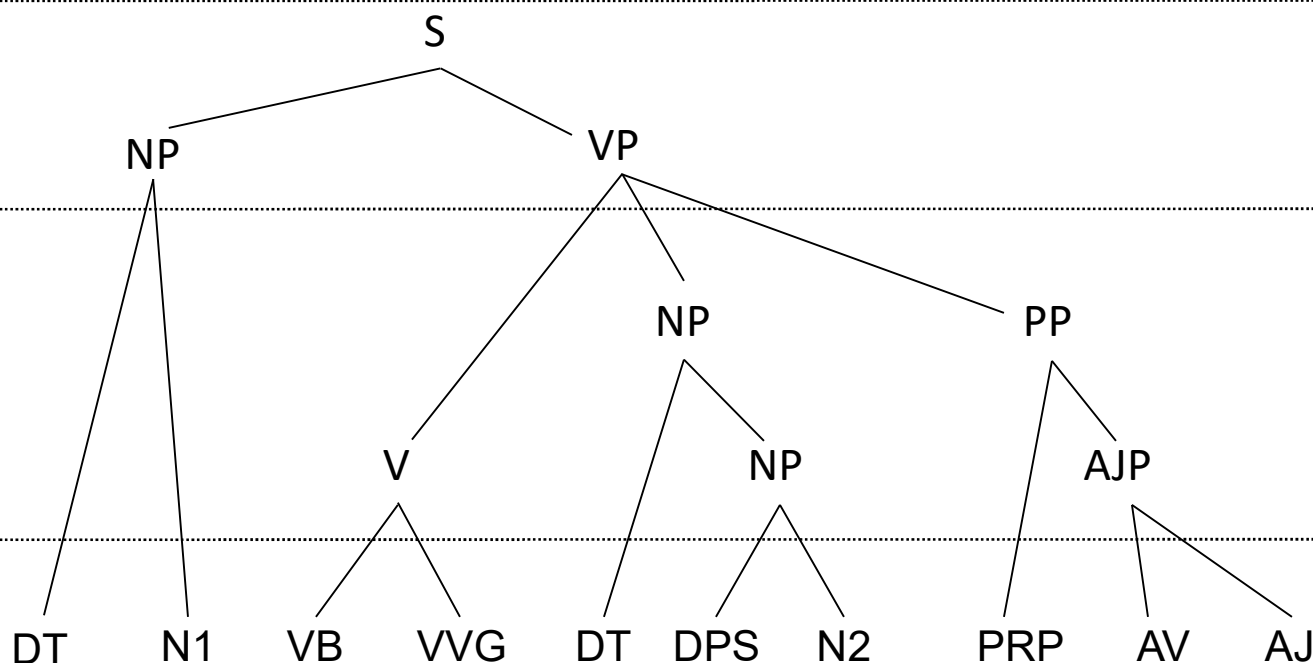 S
NP VP
NP PP
V NP AJP
DT N1 VB VVG DT DPS N2 PRP AV AJ